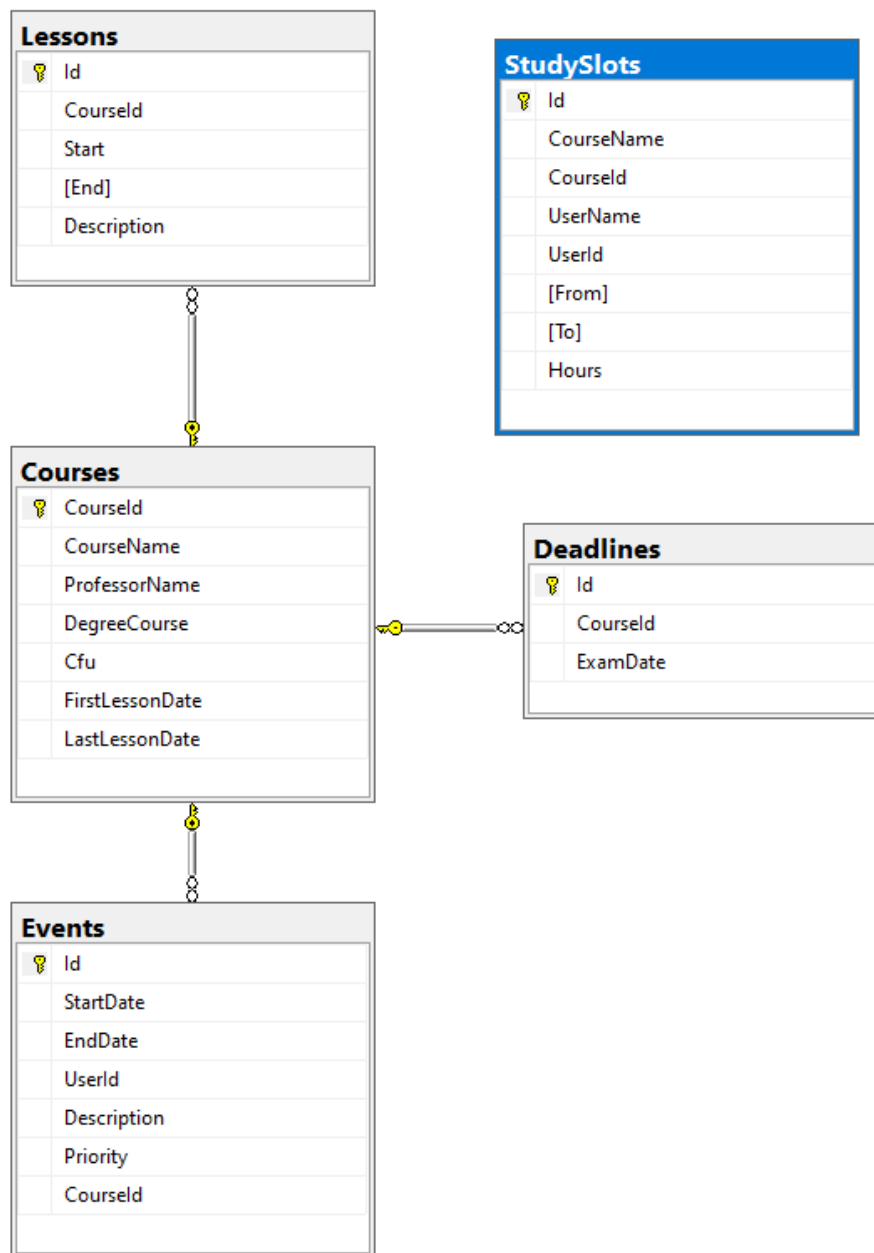 Lessons
Id
CourseId
Start
[End]
Description
StudySlots
Id
CourseName
CourseId
UserName
UserId
[From]
[To]
Hours
Courses
CourseId
CourseName
ProfessorName
DegreeCourse
Cfu
FirstLessonDate
LastLessonDate
Deadlines
Id
CourseId
ExamDate
Events
Id
StartDate
EndDate
UserId
Description
Priority
CourseId